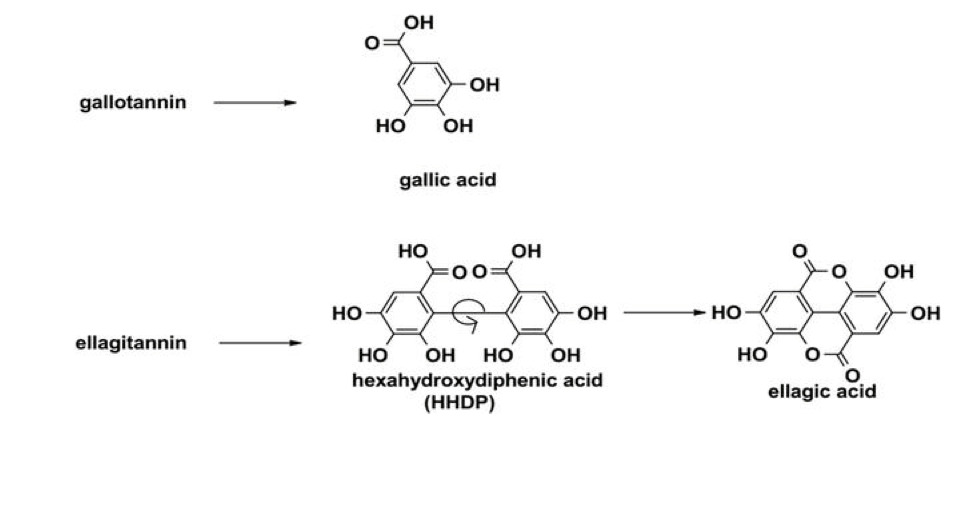 OH
O
OH
gallotannin
HO
OH
gallic acid
HO
OH
O
O
O
O
OH
HO
OH
HO
OH
ellagitannin
HO
OH
HO
OH
HO
O
O
hexahydroxydiphenic acid
(HHDP)
ellagic acid